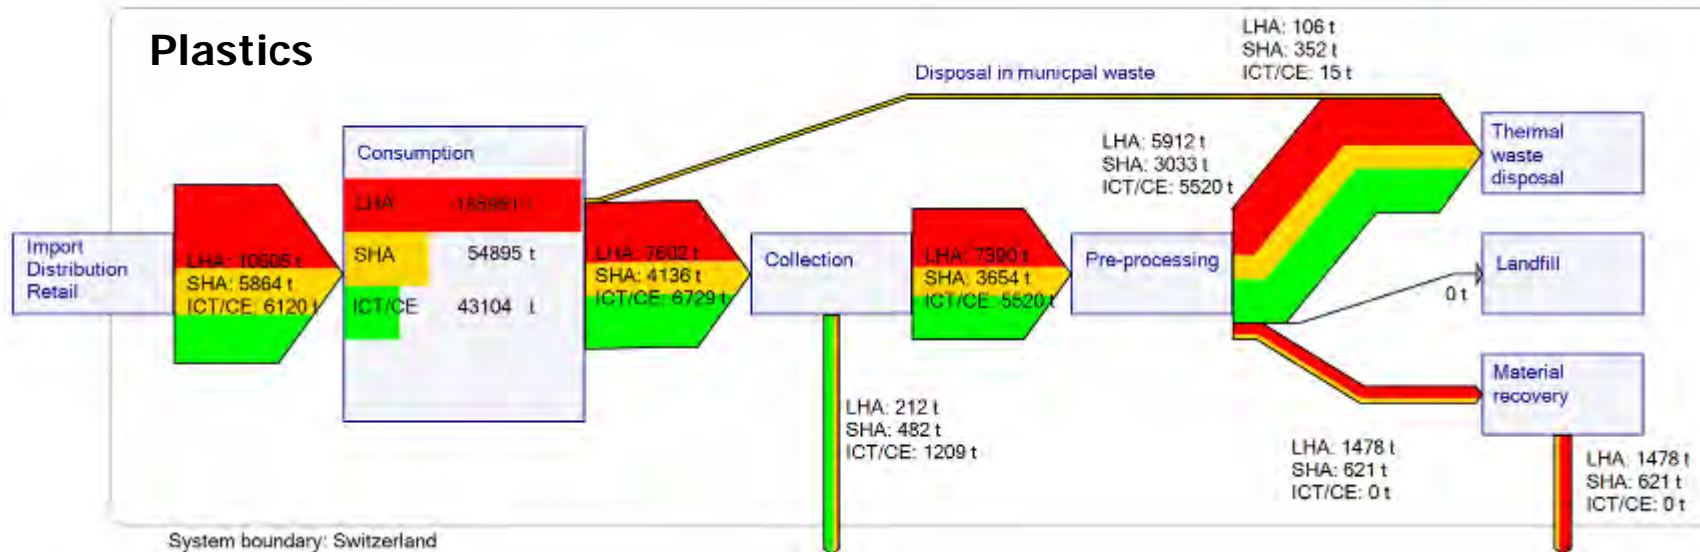 Plastics
LHA: 106 t
SHA: 352 t
ICT/CE: 15 t
Disposal in municpal waste
Import
Distribution
Retail
LHA: 10605 t
SHA: 5864 t
ICT/CE: 6120 t
Consumption
LHA
SHA 54895 t
ICT/CE 43104 t
LHA: 7602 t
SHA: 4136 t
ICT/CE: 6729 t
Collection
LHA: 212 t
SHA: 482 t
ICT/CE: 1209 t
LHA: 7390 t
SHA: 3654 t
ICT/CE: 5520 t
Pre-processing
LHA: 5912 t
SHA: 3033 t
ICT/CE: 5520 t
Thermal
waste
disposal
Landfill
0 t
Material
recovery
LHA: 1478 t
SHA: 621 t
ICT/CE: 0 t
LHA: 1478 t
SHA: 621 t
ICT/CE: 0 t
System boundary: Switzerland